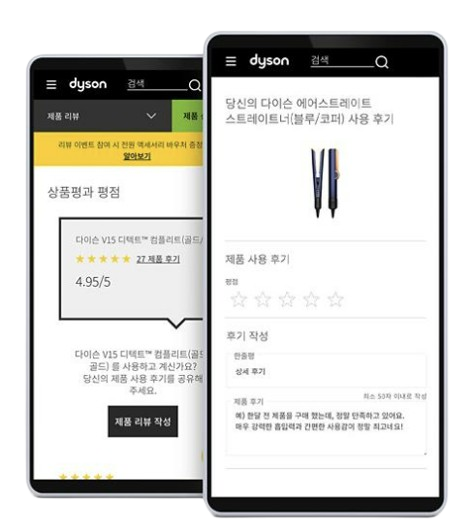 dyson
검색
제품 리뷰
리뷰 이벤트 참여 시 전원 액세서리 바우처 증정
알아보기
상품평과 평점
다이슨 V15 디텍트™ 컴플리트(골드/
27 제품 후기
4.95/5
다이슨 V15 디텍트™ 컴플리트(골드
골드) 를 사용하고 계신가요?
당신의 제품 사용 후기를 공유해
주세요.
제품 리뷰 작성
dyson
검색
당신의 다이슨 에어스트레이트
스트레이트너(블루/코퍼) 사용 후기
제품 사용 후기
평점
후기 작성
한줄평
상세 후기
제품 후기
최소 50자 이내로 작성
예) 한달 전 제품을 구매 했는데, 정말 만족하고 있어요.
매우 강력한 흡입력과 간편한 사용감이 정말 최고네요!